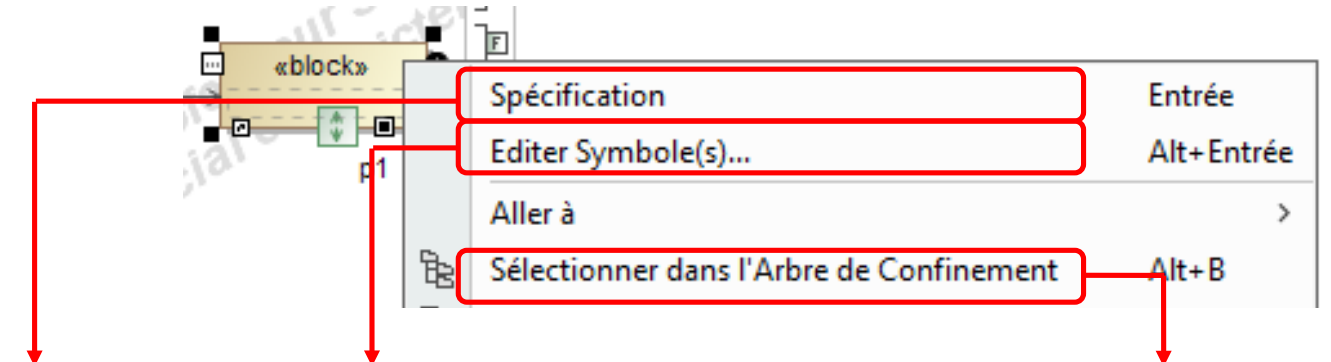 «block»
p1
F
Spécification Entrée
Editer Symbole(s)... Alt+Entrée
Aller à >
Sélectionner dans l'Arbre de Confinement Alt+B